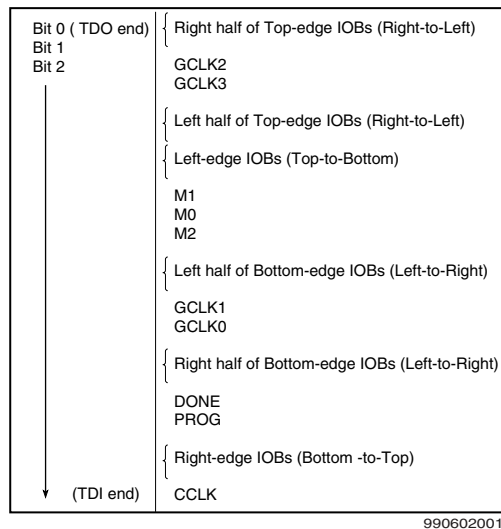 Bit 0 ( TDO end)
Bit 1
Bit 2
Right half of Top-edge IOBs (Right-to-Left)
GCLK2
GCLK3
Left half of Top-edge IOBs (Right-to-Left)
Left-edge IOBs (Top-to-Bottom)
M1
M0
M2
Left half of Bottom-edge IOBs (Left-to-Right)
GCLK1
GCLK0
Right half of Bottom-edge IOBs (Left-to-Right)
DONE
PROG
Right-edge IOBs (Bottom -to-Top)
(TDI end)
CCLK
990602001